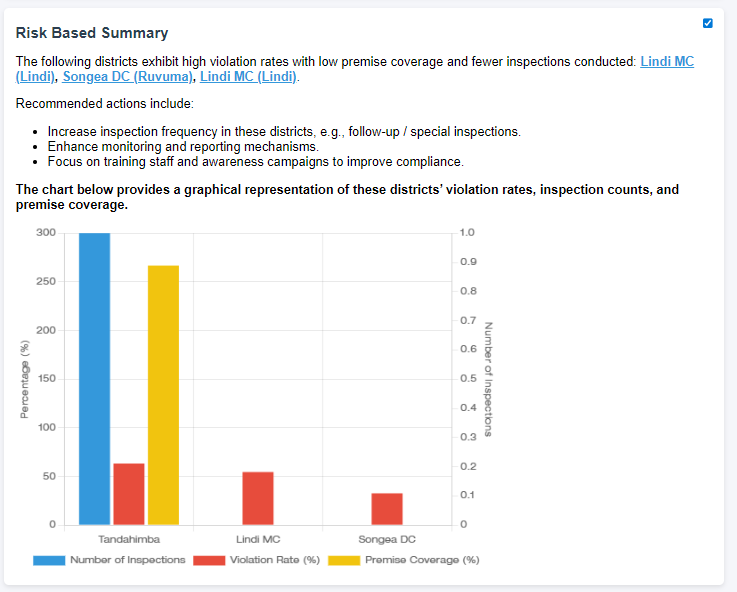 Risk Based Summary
The following districts exhibit high violation rates with low premise coverage and fewer inspections conducted: Lindi MC
(Lindi), Songea DC (Ruvuma), Lindi MC (Lindi).
Recommended actions include:
• Increase inspection frequency in these districts, e.g., follow-up / special inspections.
• Enhance monitoring and reporting mechanisms.
• Focus on training staff and awareness campaigns to improve compliance.
The chart below provides a graphical representation of these districts' violation rates, inspection counts, and
premise coverage.
300
250
200
150
100
50
0
Percentage (%)
1.0
0.9
0.8
0.7
0.6
0.5
0.4
0.3
0.2
0.1
0
Number of Inspections
Tandahimba
Lindi MC
Songea DC
Number of Inspections
Violation Rate (%)
Premise Coverage (%)